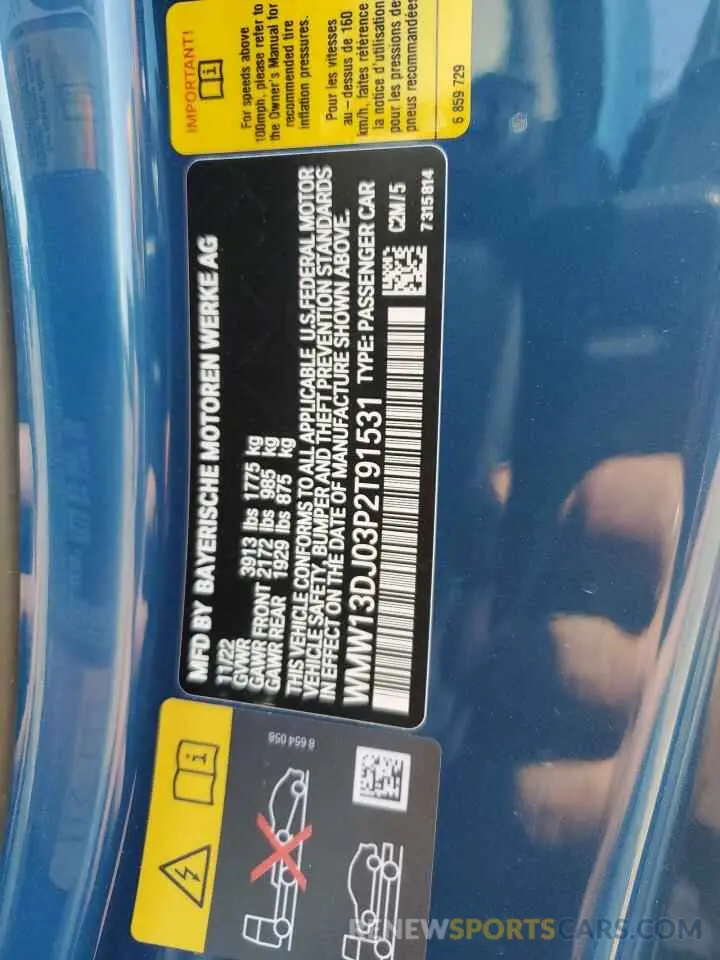 IMPORTANT!
For speeds above
100mph, please refer to
the Owner's Manual for
recommended tire
inflation pressures.
Pour les vitesses
au-dessus de 160
km/h, faites référence
la notice d'utilisation
pour les pressions de
pneus recommandées
6 859 729
MFD BY BAYERISCHE MOTOREN WERKE AG
11/22
GVWR 3913 lbs 1775 kg
GAWR FRONT 2172 lbs 985 kg
GAWR REAR 1929 lbs 875 kg
THIS VEHICLE CONFORMS TO ALL APPLICABLE U.S. FEDERAL MOTOR
VEHICLE SAFETY, BUMPER AND THEFT PREVENTION STANDARDS
IN EFFECT ON THE DATE OF MANUFACTURE SHOWN ABOVE.
WMW13DJ03P2T91531 TYPE: PASSENGER CAR
C2M/5
7315814
8 654 056
RENEWSPORTSCARS.COM